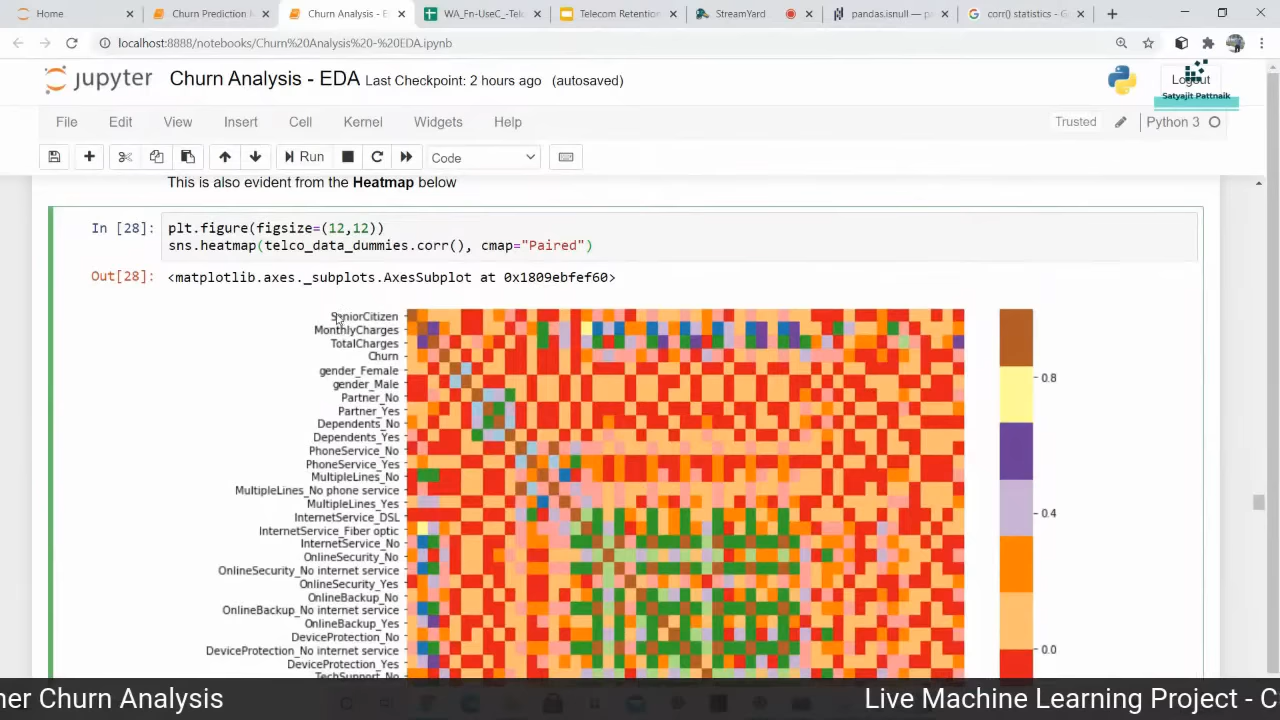 Home
Churn Prediction
Churn Analysis - E
WA_Fn-UseC_-Tel
Telecom Retention
StreamYard
pandas.isnull —
corr() statistics - G
localhost:8888/notebooks/Churn%20Analysis%20-%20EDA.ipynb
jupyter Churn Analysis - EDA Last Checkpoint: 2 hours ago (autosaved)
Logout
Satyajit Pattnaik
File Edit View Insert Cell Kernel Widgets Help
Trusted Python 3
Run Code
This is also evident from the Heatmap below
In [28]: plt.figure(figsize=(12,12))
sns.heatmap(telco_data_dummies.corr(), cmap="Paired")
Out[28]: <matplotlib.axes._subplots.AxesSubplot at 0x1809ebfef60>
SeniorCitizen
MonthlyCharges
TotalCharges
Churn
gender_Female
gender_Male
Partner_No
Partner_Yes
Dependents_No
Dependents_Yes
PhoneService_No
PhoneService_Yes
MultipleLines_No
MultipleLines_No phone service
MultipleLines_Yes
InternetService_DSL
InternetService_Fiber optic
InternetService_No
OnlineSecurity_No
OnlineSecurity_No internet service
OnlineSecurity_Yes
OnlineBackup_No
OnlineBackup_No internet service
OnlineBackup_Yes
DeviceProtection_No
DeviceProtection_No internet service
DeviceProtection_Yes
TechSupport_No
0.8
0.4
0.0
ner Churn Analysis
Live Machine Learning Project - C